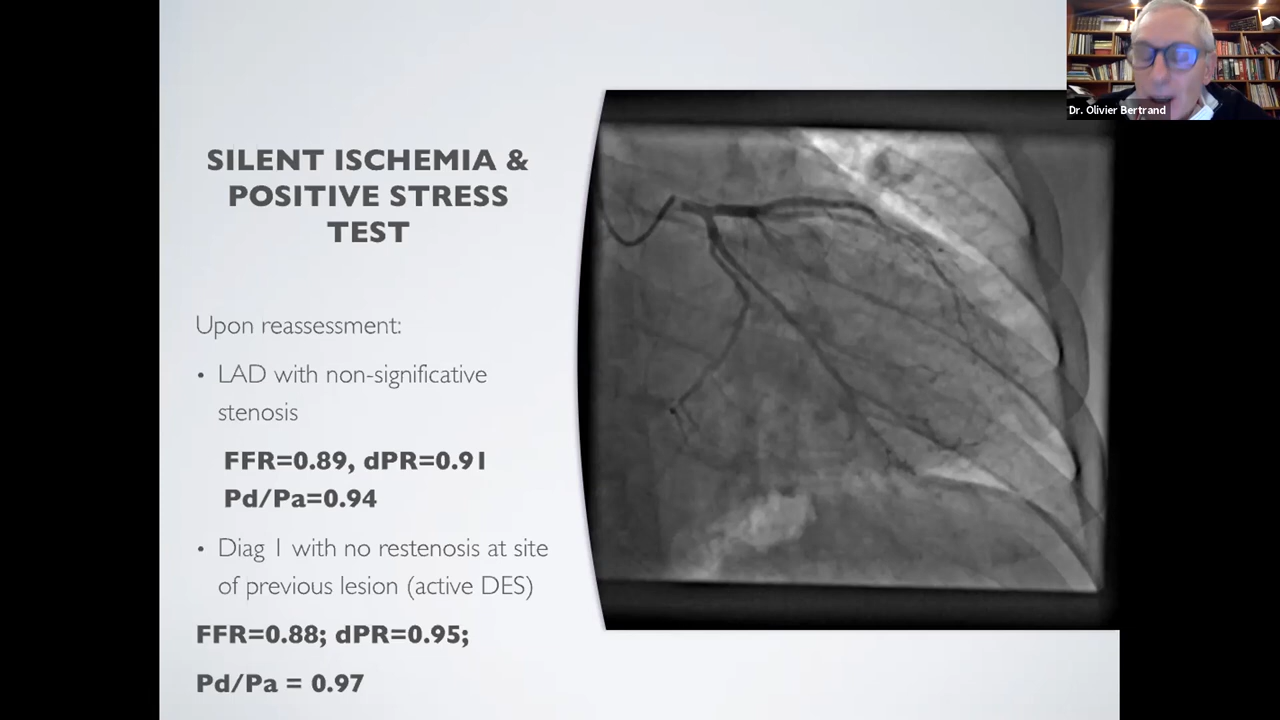 SILENT ISCHEMIA &
POSITIVE STRESS
TEST
Upon reassessment:
• LAD with non-significative
stenosis
FFR=0.89, dPR=0.91
Pd/Pa=0.94
• Diag 1 with no restenosis at site
of previous lesion (active DES)
FFR=0.88; dPR=0.95;
Pd/Pa = 0.97
Dr. Olivier Bertrand